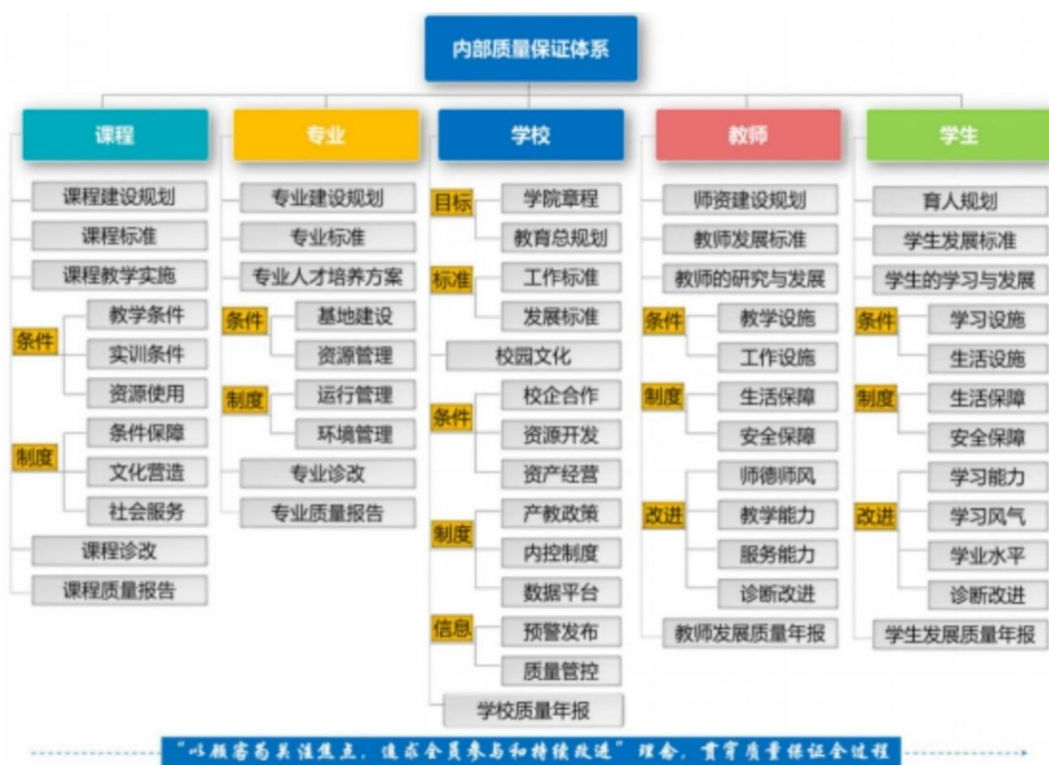 内部质量保证体系
课程
课程建设规划
课程标准
课程教学实施
条件
教学条件
实训条件
资源使用
制度
条件保障
文化营造
社会服务
课程诊改
课程质量报告
专业
专业建设规划
专业标准
专业人才培养方案
条件
基地建设
资源管理
制度
运行管理
环境管理
专业诊改
专业质量报告
学校
目标
学院章程
教育总规划
标准
工作标准
发展标准
校园文化
条件
校企合作
资源开发
资产经营
制度
产教政策
内控制度
数据平台
信息
预警发布
质量管控
学校质量年报
教师
师资建设规划
教师发展标准
教师的研究与发展
条件
教学设施
工作设施
制度
生活保障
安全保障
改进
师德师风
教学能力
服务能力
诊断改进
教师发展质量年报
学生
育人规划
学生发展标准
学生的学习与发展
条件
学习设施
生活设施
制度
生活保障
安全保障
改进
学习能力
学习风气
学业水平
诊断改进
学生发展质量年报
“以顾客为关注焦点，追求全员参与和持续改进”理念，贯穿质量保证全过程